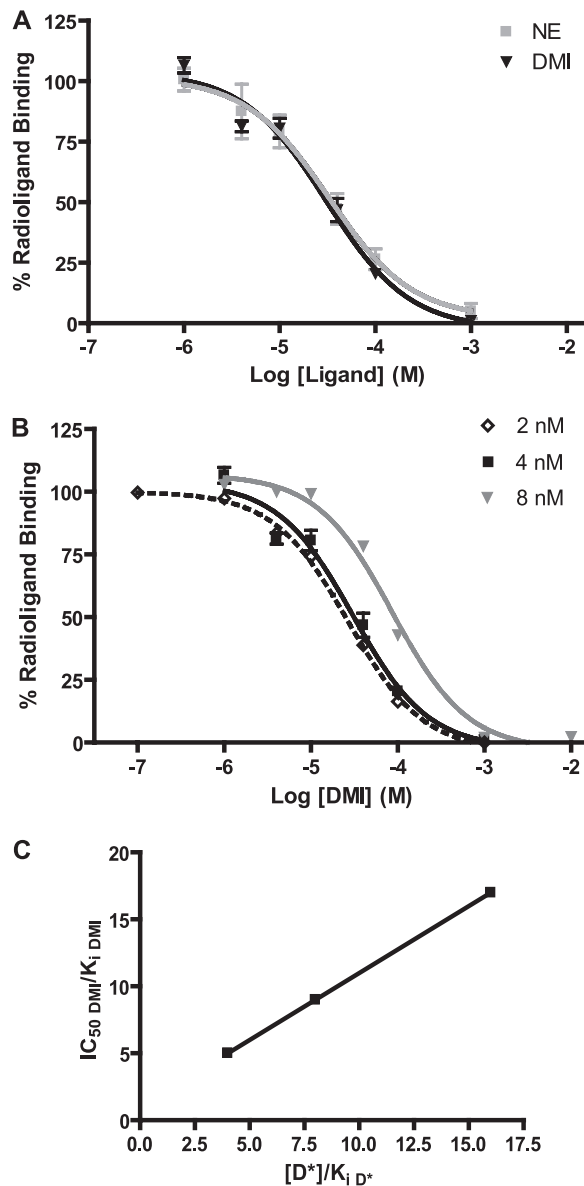 A
125
100
75
50
25
0
% Radioligand Binding
NE
DMI
-7 -6 -5 -4 -3 -2
Log [Ligand] (M)
B
125
100
75
50
25
0
% Radioligand Binding
2 nM
4 nM
8 nM
-7 -6 -5 -4 -3 -2
Log [DMI] (M)
C
20
15
10
5
0
IC50 DMI/Ki DMI
0.0 2.5 5.0 7.5 10.0 12.5 15.0 17.5
[D*]/Ki D*